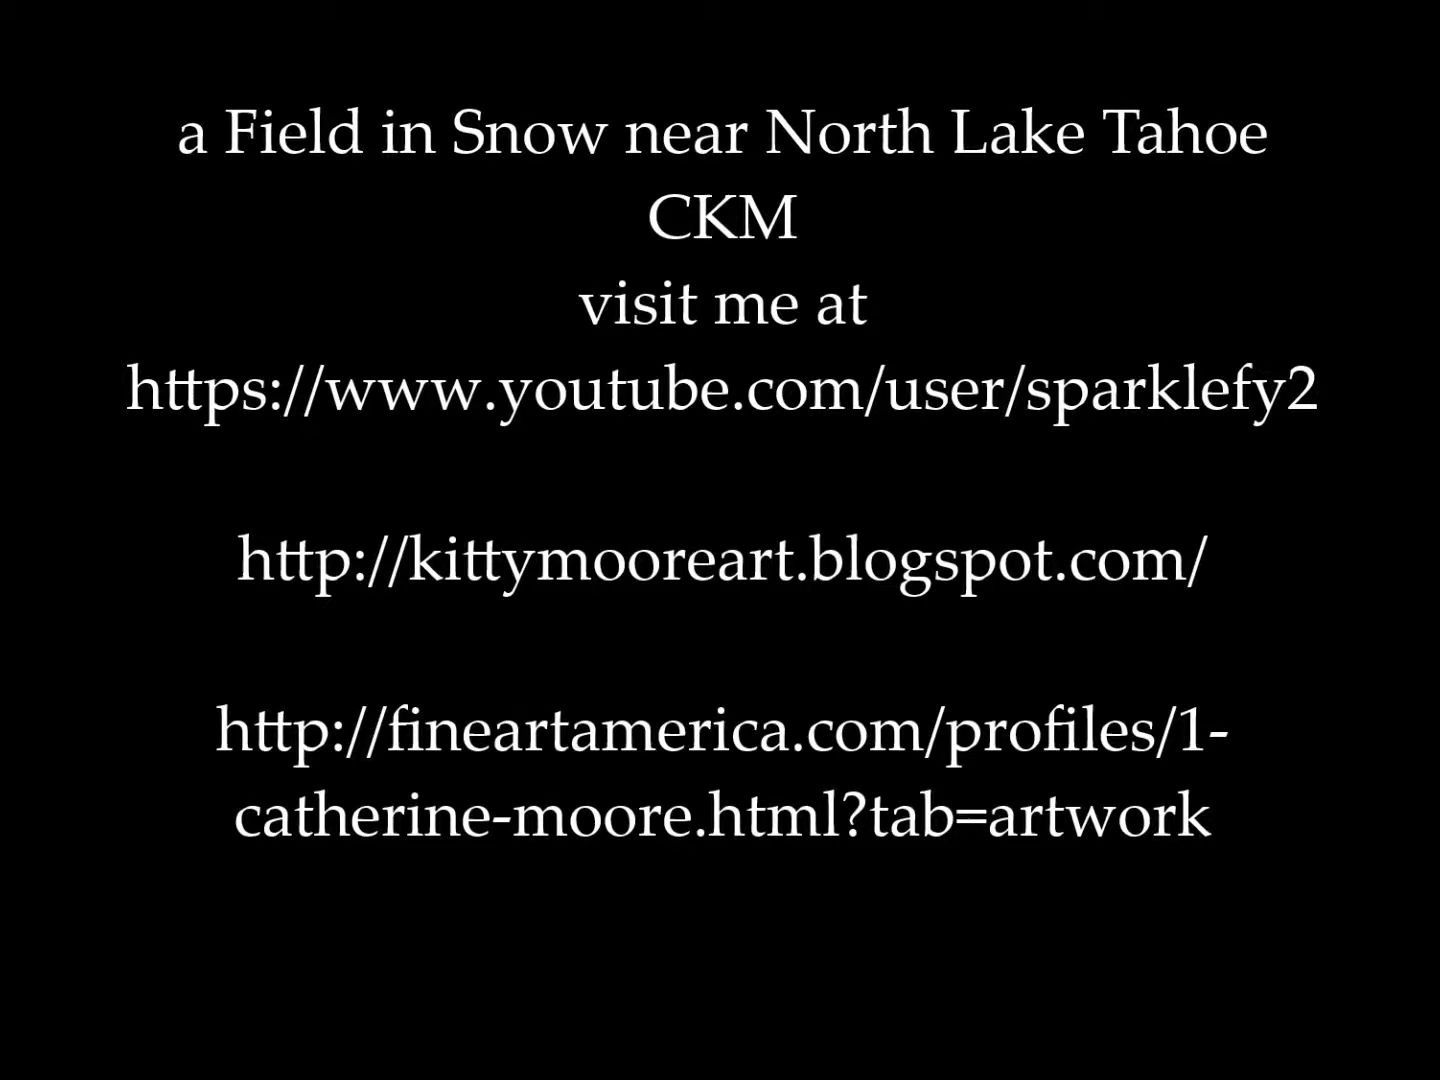 a Field in Snow near North Lake Tahoe
CKM
visit me at
https://www.youtube.com/user/sparklefy2
http://kittymooreart.blogspot.com/
http://fineartamerica.com/profiles/1-
catherine-moore.html?tab=artwork